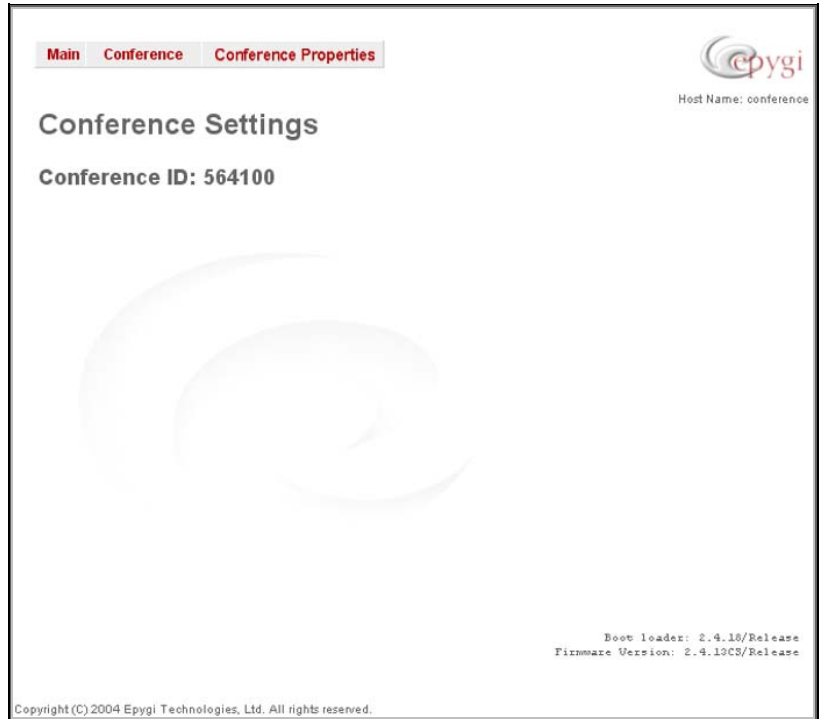 Main Conference Conference Properties
epygi
Host Name: conference
Conference Settings
Conference ID: 564100
Boot loader: 2.4.18/Release
Firmware Version: 2.4.13CS/Release
Copyright (C) 2004 Epygi Technologies, Ltd. All rights reserved.